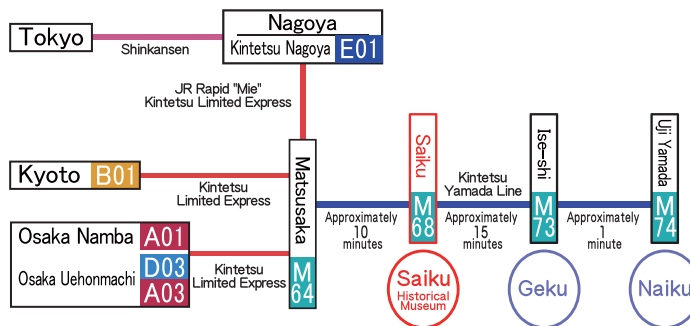 Tokyo
Shinkansen
Nagoya
Kintetsu Nagoya E01
JR Rapid "Mie"
Kintetsu Limited Express
Kyoto B01
Kintetsu
Limited Express
Osaka Namba A01
Osaka Uehonmachi D03
A03
Kintetsu
Limited Express
Matsusaka
M
64
Approximately
10
minutes
Saiku
M
68
Saiku
Historical
Museum
Kintetsu
Yamada Line
Approximately
15
minutes
Ise-shi
M
73
Geku
Approximately
1
minute
Uji Yamada
M
74
Naiku